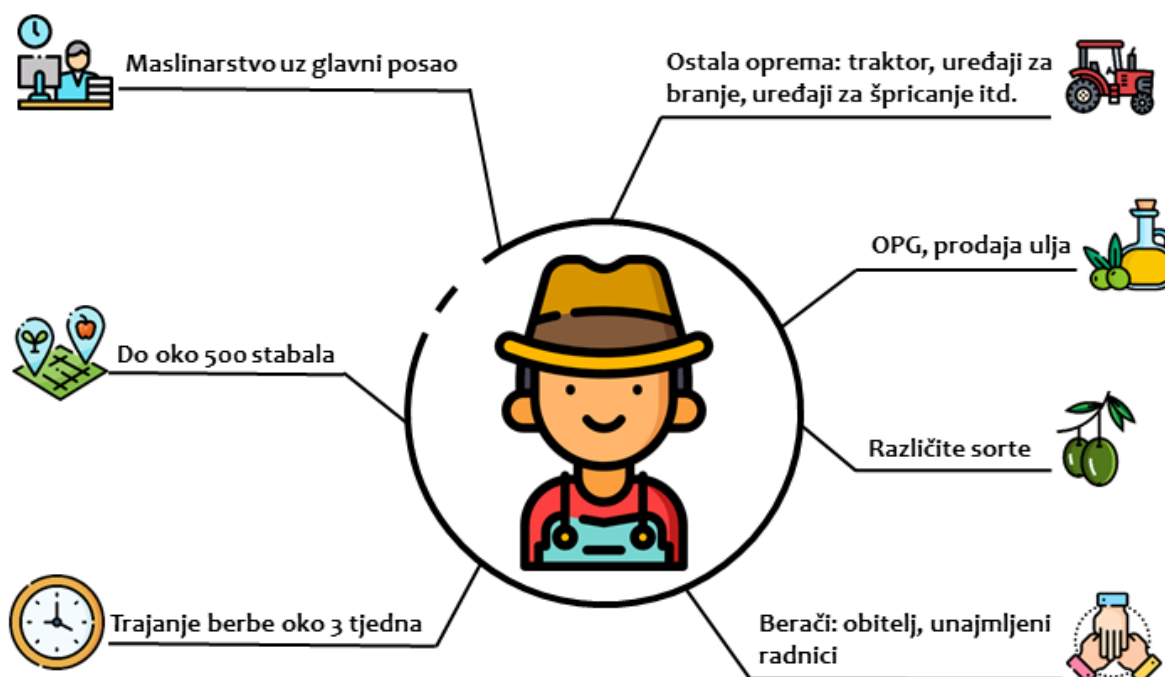 Maslinarstvo uz glavni posao
Ostala oprema: traktor, uređaji za
branje, uređaji za špricanje itd.
OPG, prodaja ulja
Do oko 500 stabala
Različite sorte
Trajanje berbe oko 3 tjedna
Berači: obitelj, unajmljeni
radnici